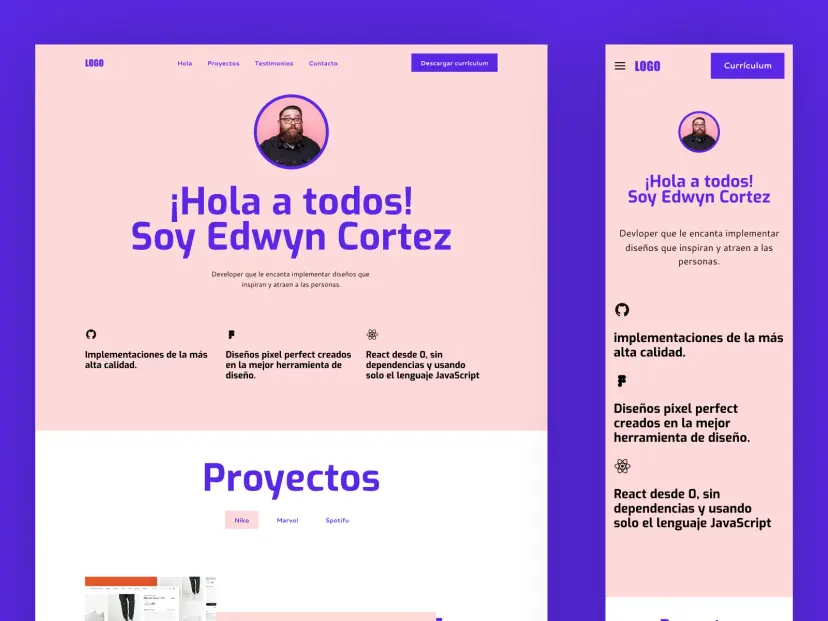 LOGO
Hola Proyectos Testimonios Contacto
Descargar currículum
¡Hola a todos!
Soy Edwyn Cortez
Devloper que le encanta implementar diseños que
inspiran y atraen a las personas.
Implementaciones de la más
alta calidad.
Diseños pixel perfect creados
en la mejor herramienta de
diseño.
React desde 0, sin
dependencias y usando
solo el lenguaje JavaScript
Proyectos
Nike Marvel Spotify
LOGO
Currículum
¡Hola a todos!
Soy Edwyn Cortez
Devloper que le encanta implementar
diseños que inspiran y atraen a las
personas.
implementaciones de la más
alta calidad.
Diseños pixel perfect
creados en la mejor
herramienta de diseño.
React desde 0, sin
dependencias y usando
solo el lenguaje JavaScript